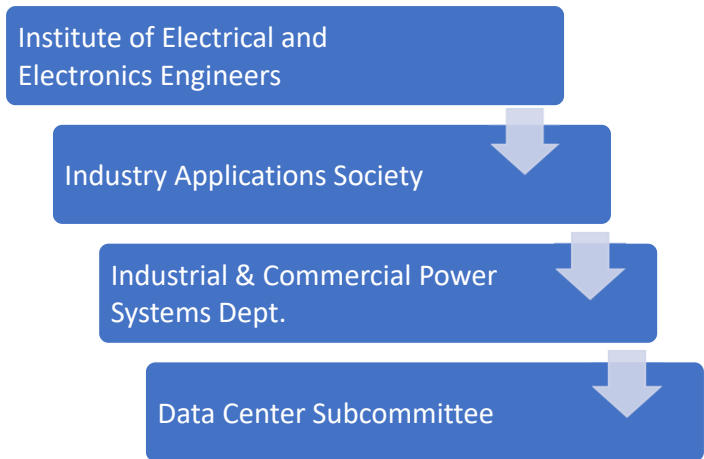 Institute of Electrical and
Electronics Engineers
Industry Applications Society
Industrial & Commercial Power
Systems Dept.
Data Center Subcommittee